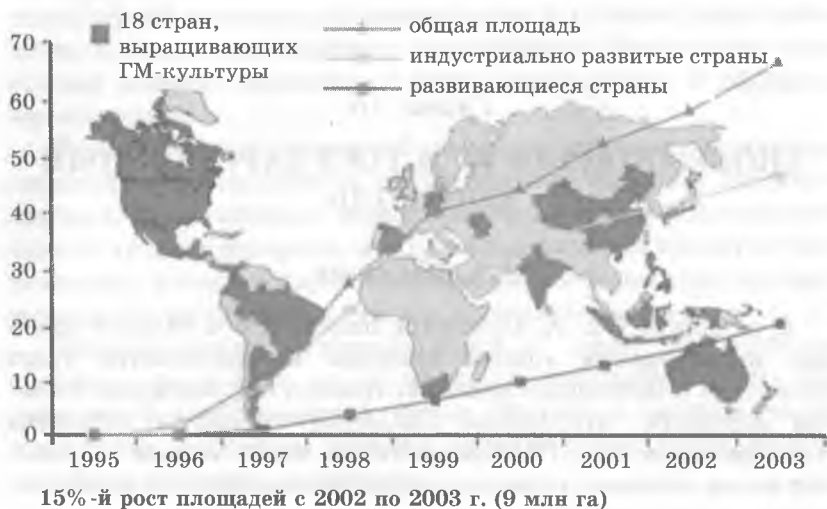 18 стран,
выращивающих
ГМ-культуры
общая площадь
индустриально развитые страны
развивающиеся страны
70
60
50
40
30
20
10
0
1995 1996 1997 1998 1999 2000 2001 2002 2003
15%-й рост площадей с 2002 по 2003 г. (9 млн га)